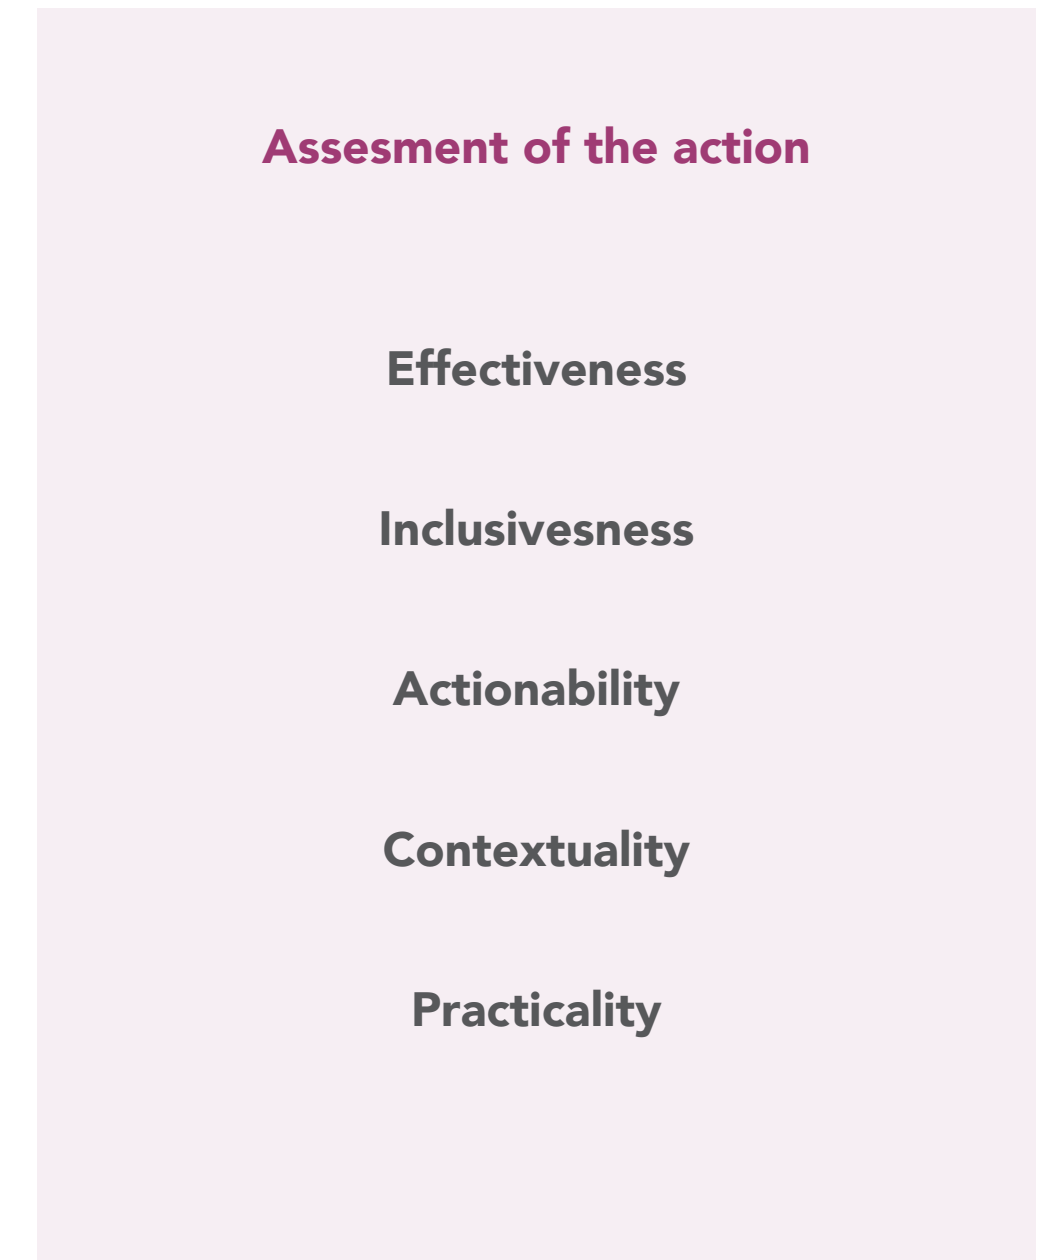 Assesment of the action
Effectiveness
Inclusivesness
Actionability
Contextuality
Practicality